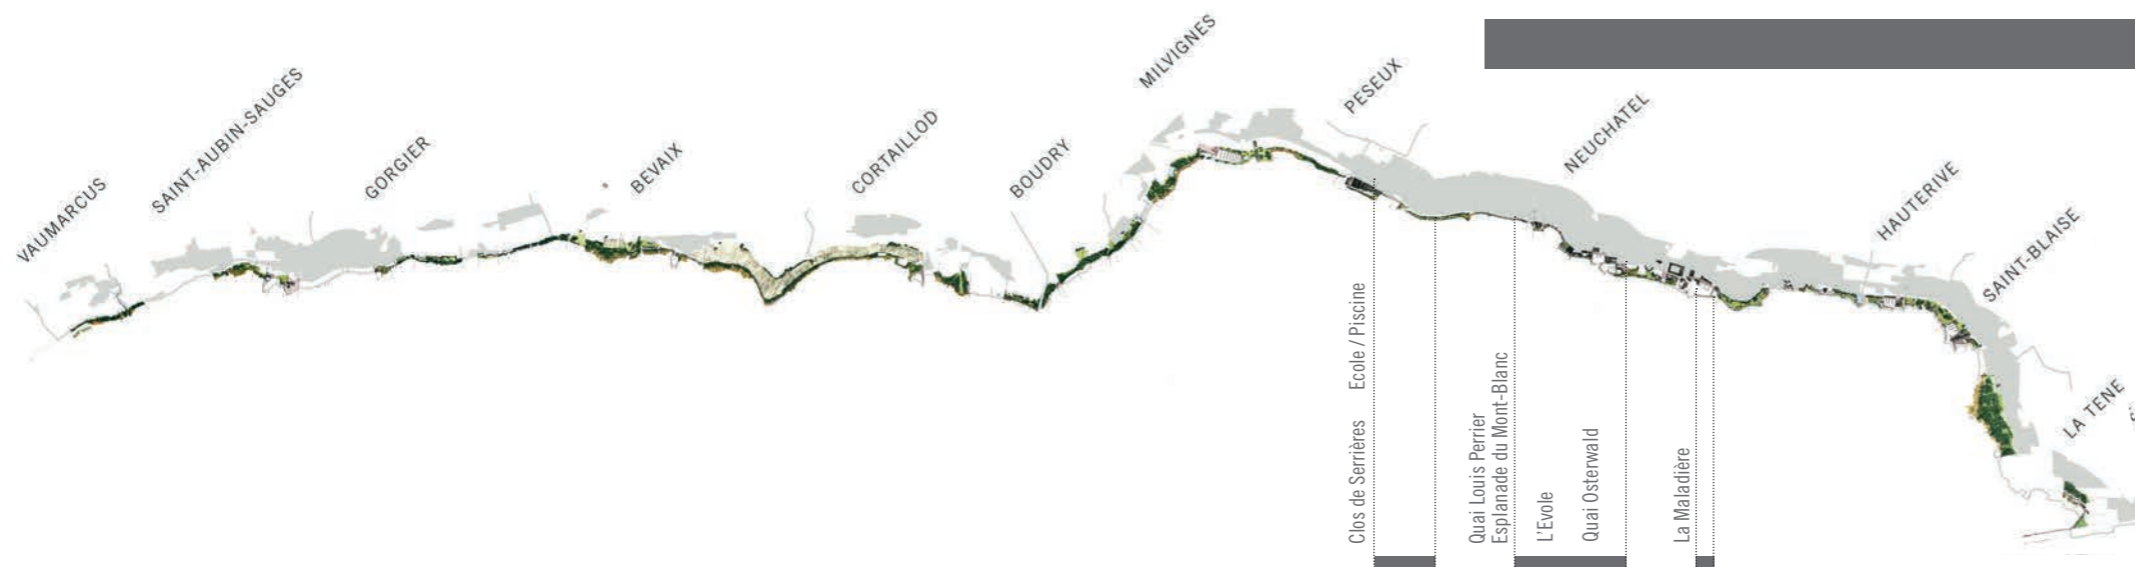 VAUMARCUS
SAINT-AUBIN-SAUGES
GORGIER
BEVAIX
CORTAILLOD
BOUDRY
MILVIGNES
PESEUX
NEUCHATEL
HAUTERIVE
SAINT-BLAISE
LA TENE
Clos de Serrières Ecole / Piscine
Quai Louis Perrier
Esplanade du Mont-Blanc
L'Evole
Quai Osterwald
La Maladière